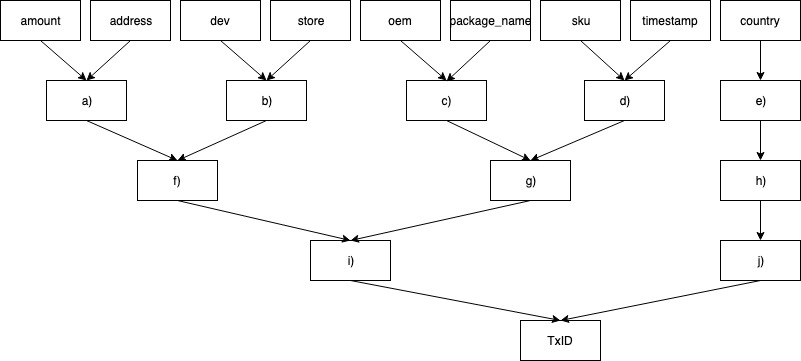 amount
address
dev
store
oem
package_name
sku
timestamp
country
a)
b)
c)
d)
e)
f)
g)
h)
i)
j)
TxID